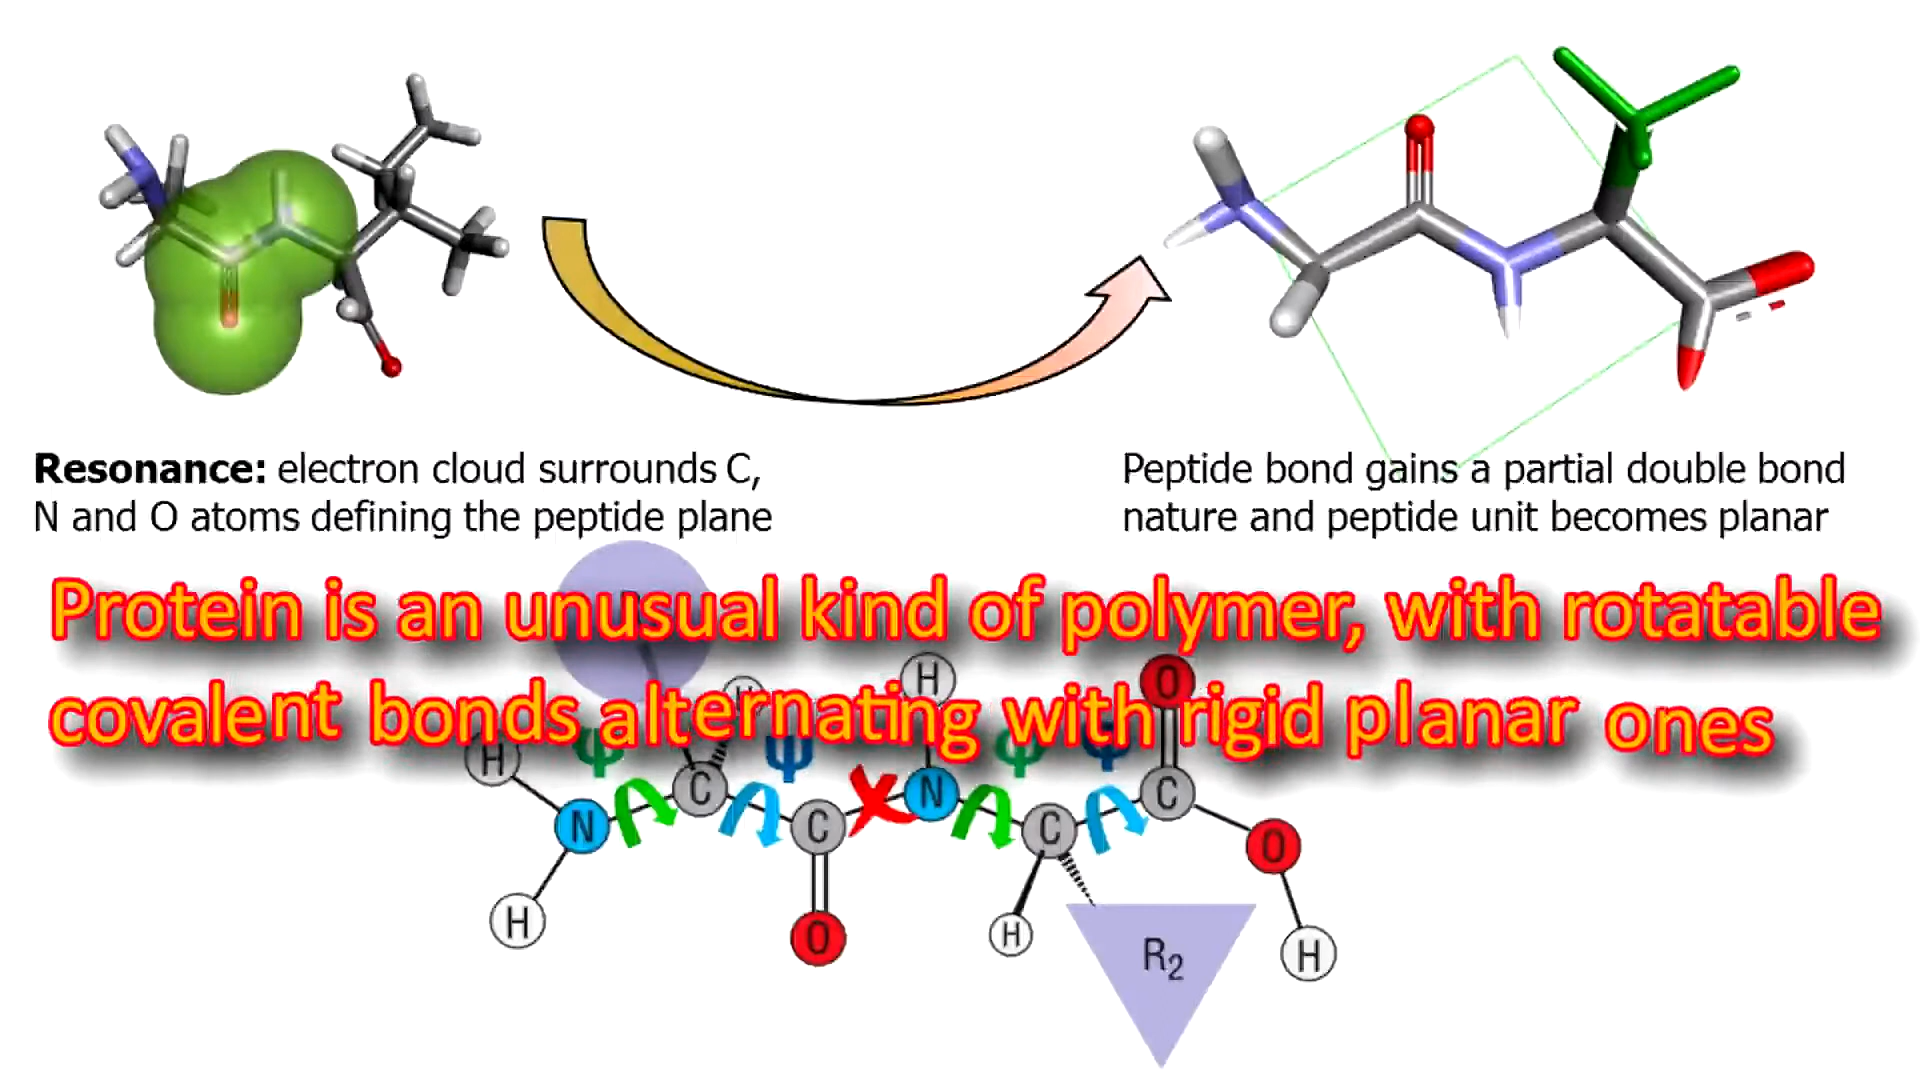 Resonance: electron cloud surrounds C,
N and O atoms defining the peptide plane
Peptide bond gains a partial double bond
nature and peptide unit becomes planar
Protein is an unusual kind of polymer, with rotatable
covalent bonds alternating with rigid planar ones
H H O
H φ ψ φ ψ
N C C N C C O
H O H R₂ H